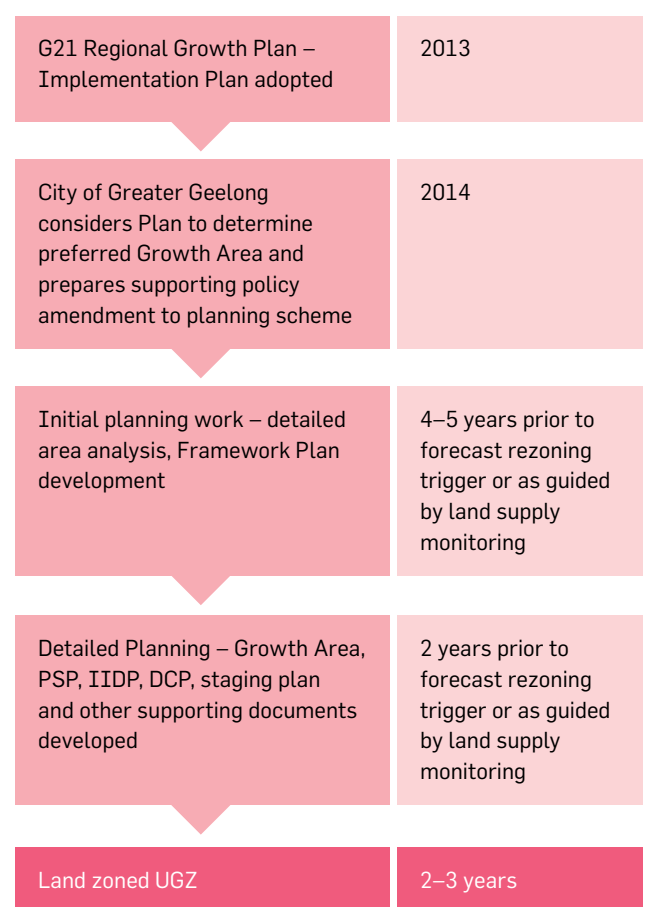 G21 Regional Growth Plan –
Implementation Plan adopted
2013
City of Greater Geelong
considers Plan to determine
preferred Growth Area and
prepares supporting policy
amendment to planning scheme
2014
Initial planning work – detailed
area analysis, Framework Plan
development
4–5 years prior to
forecast rezoning
trigger or as guided
by land supply
monitoring
Detailed Planning – Growth Area,
PSP, IIDP, DCP, staging plan
and other supporting documents
developed
2 years prior to
forecast rezoning
trigger or as guided
by land supply
monitoring
Land zoned UGZ
2–3 years